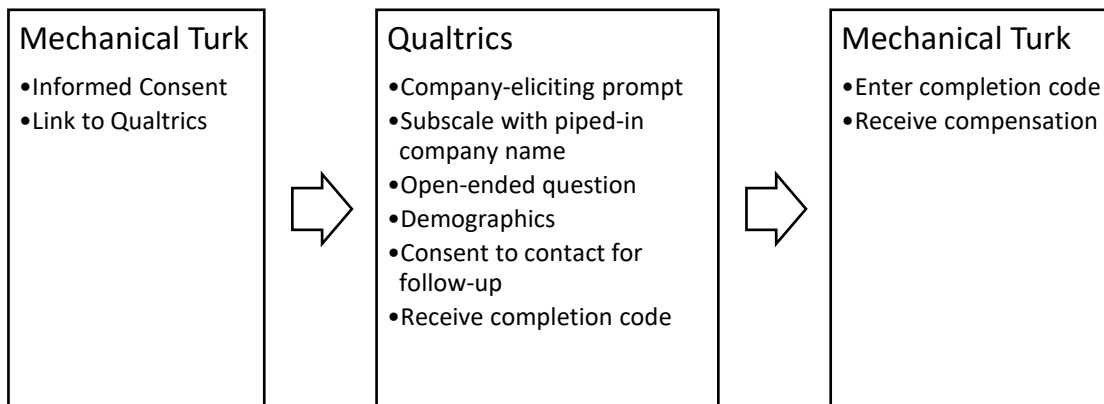 Mechanical Turk
•Informed Consent
•Link to Qualtrics
Qualtrics
•Company-eliciting prompt
•Subscale with piped-in
company name
•Open-ended question
•Demographics
•Consent to contact for
follow-up
•Receive completion code
Mechanical Turk
•Enter completion code
•Receive compensation